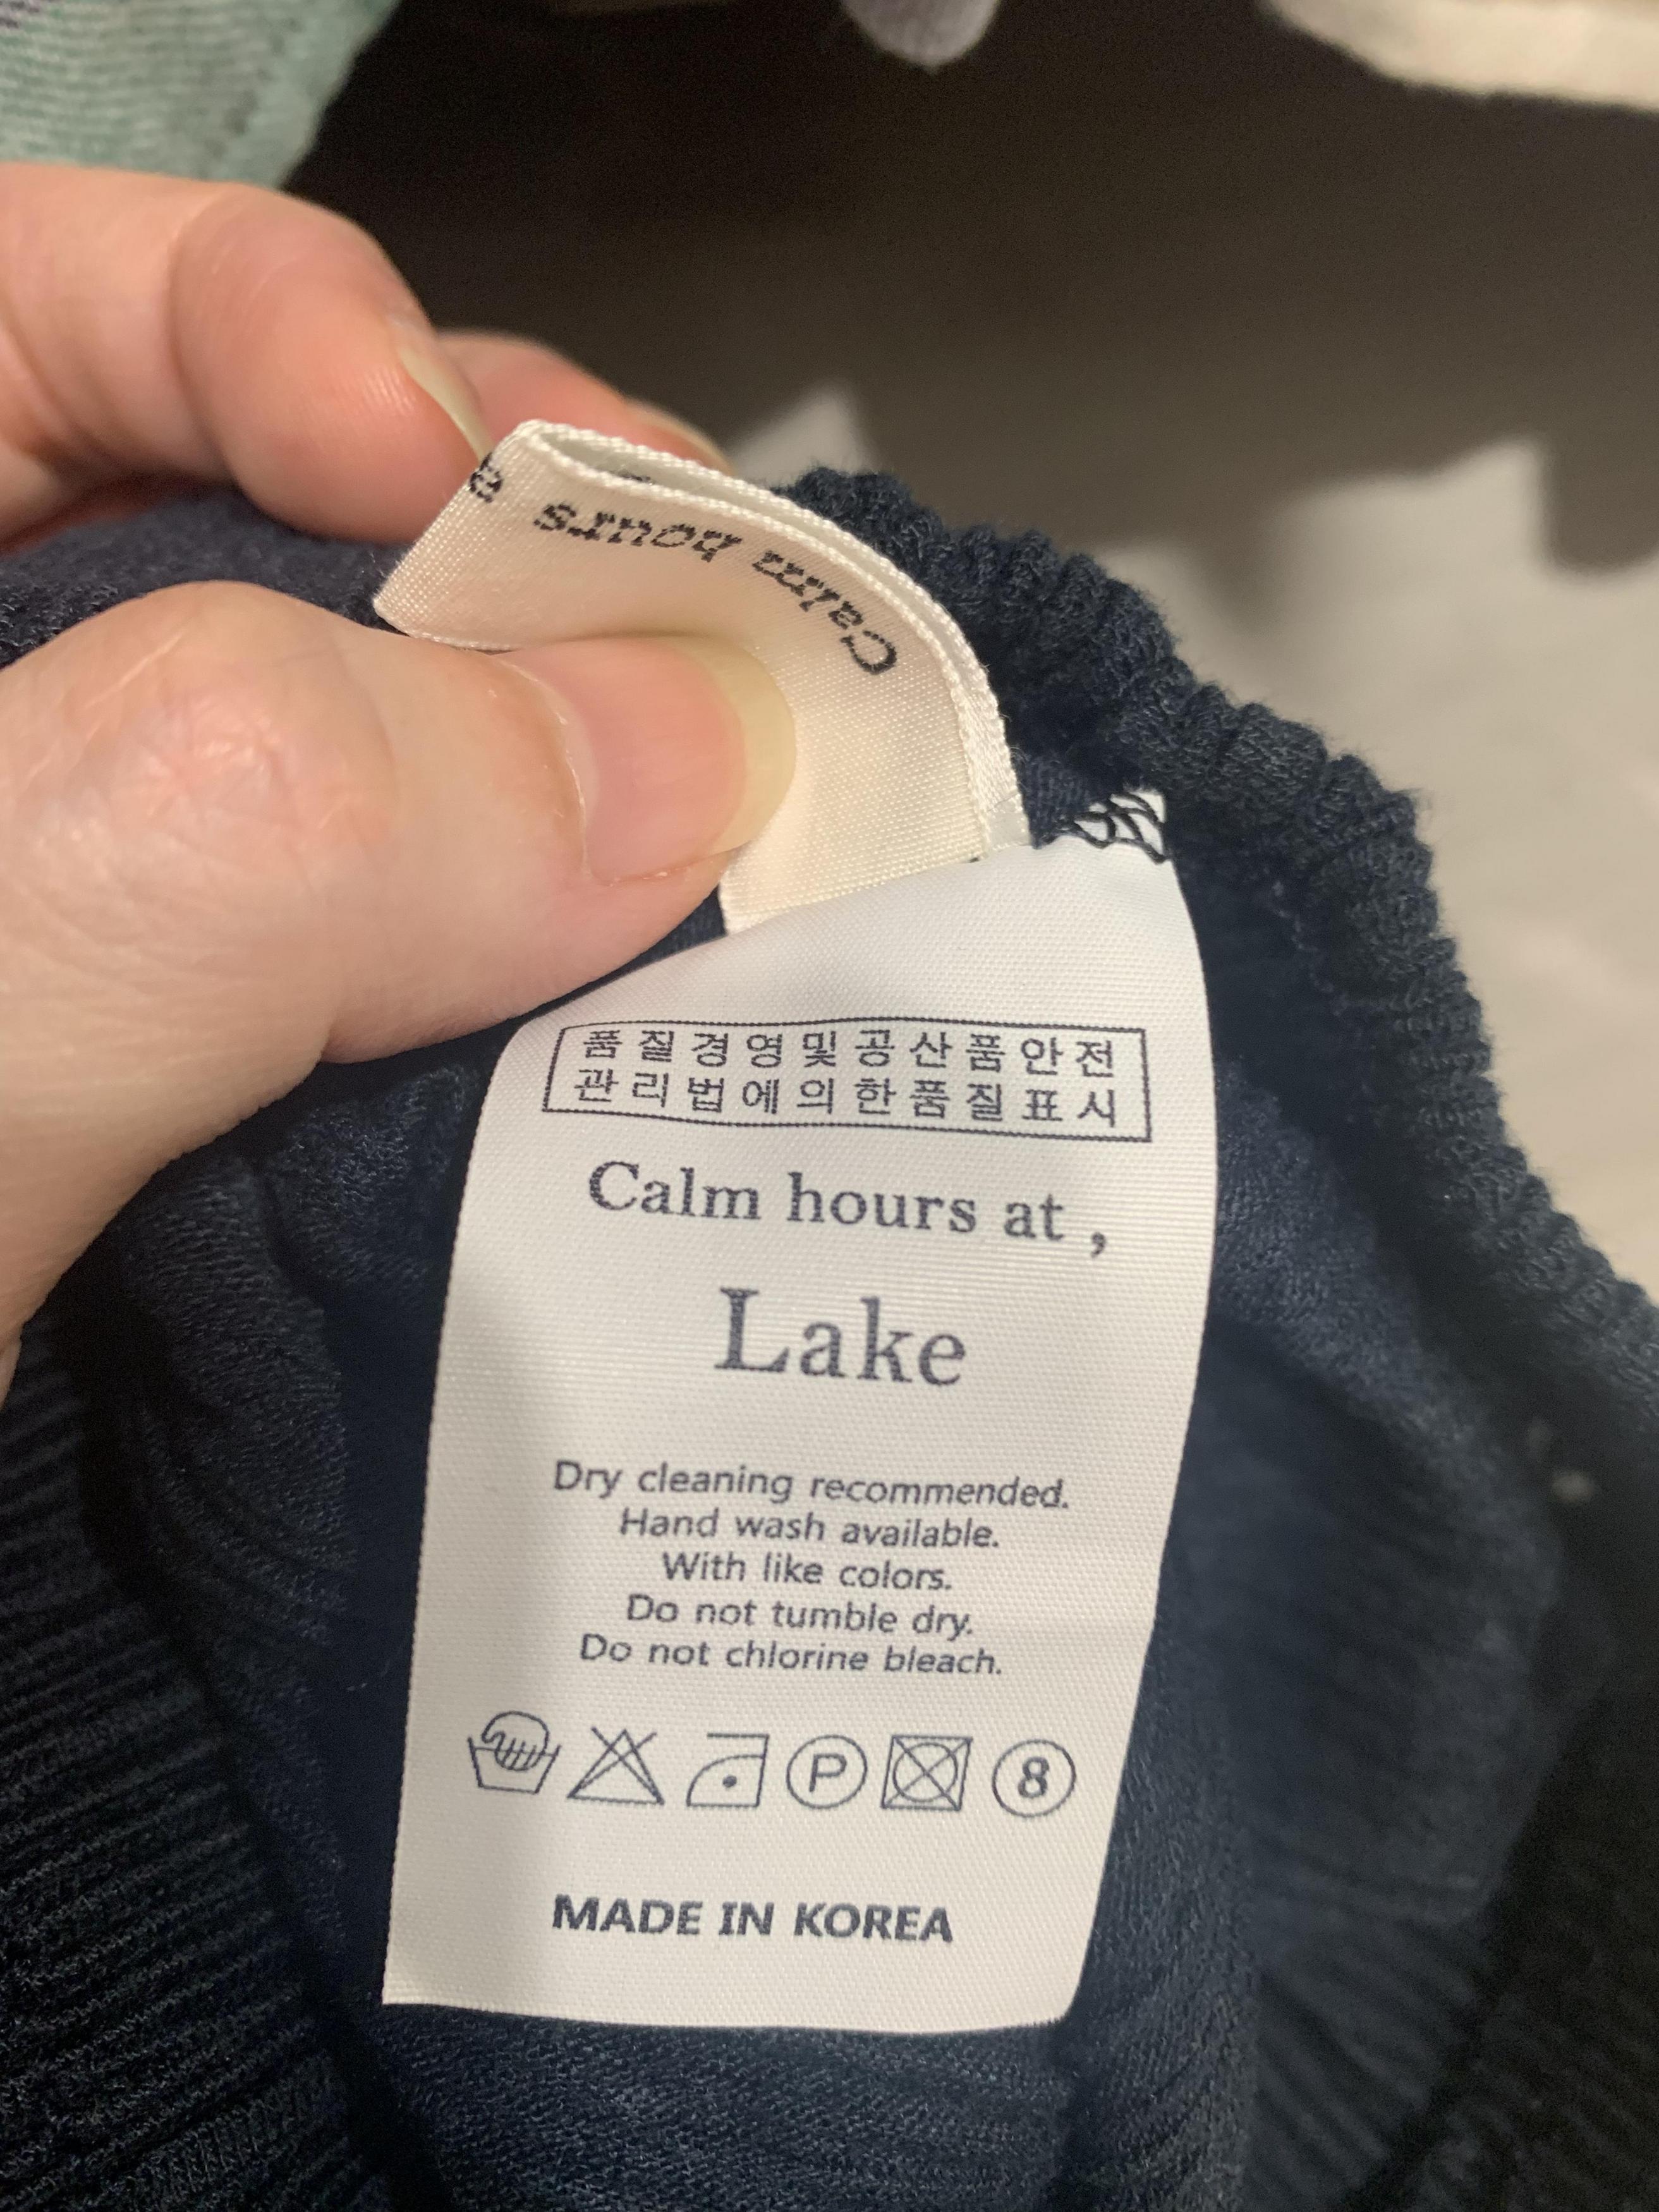 Calm hours a
품질경영및공산품안전
관리법에의한품질표시
Calm hours at ,
Lake
Dry cleaning recommended.
Hand wash available.
With like colors.
Do not tumble dry.
Do not chlorine bleach.
P 8
MADE IN KOREA